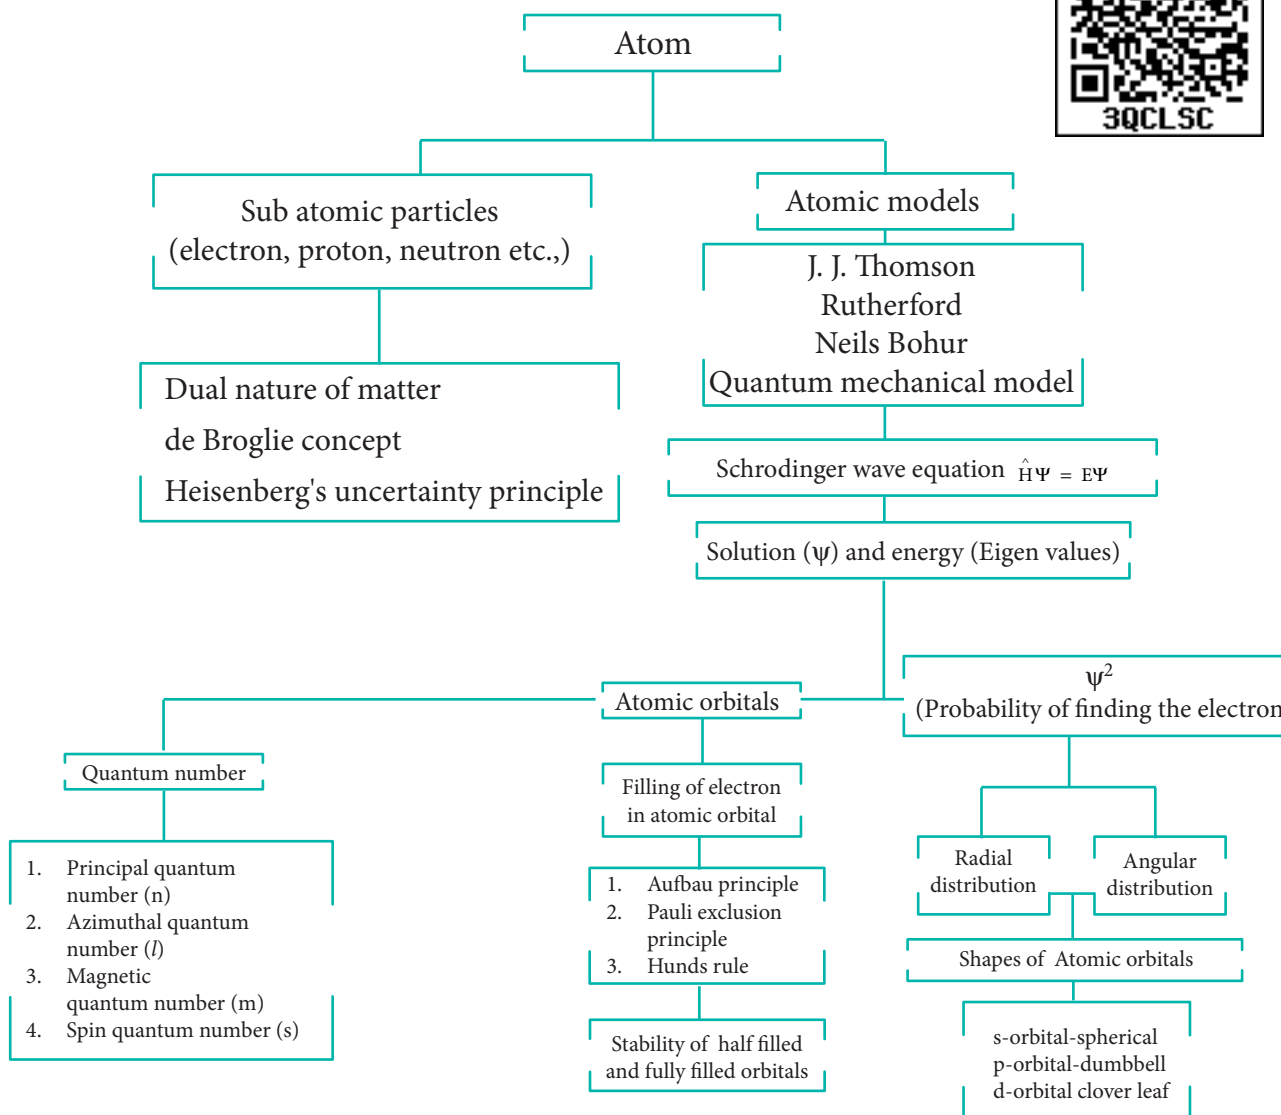 Atom
3QCLSC
Sub atomic particles
(electron, proton, neutron etc.,)
Atomic models
J. J. Thomson
Rutherford
Neils Bohur
Quantum mechanical model
Dual nature of matter
de Broglie concept
Heisenberg's uncertainty principle
Schrodinger wave equation ĤΨ = EΨ
Solution (ψ) and energy (Eigen values)
Atomic orbitals
ψ²
(Probability of finding the electron
Quantum number
1. Principal quantum
number (n)
2. Azimuthal quantum
number (l)
3. Magnetic
quantum number (m)
4. Spin quantum number (s)
Filling of electron
in atomic orbital
1. Aufbau principle
2. Pauli exclusion
principle
3. Hunds rule
Stability of half filled
and fully filled orbitals
Radial
distribution
Angular
distribution
Shapes of Atomic orbitals
s-orbital-spherical
p-orbital-dumbbell
d-orbital clover leaf